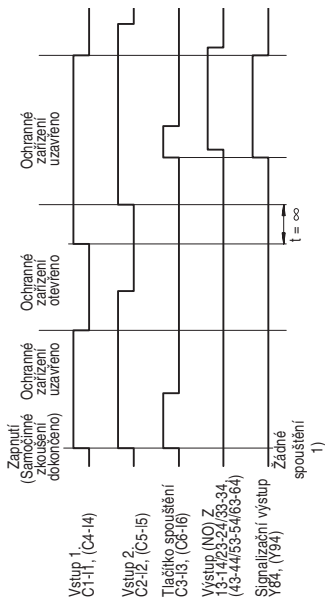 Zapnutí
(Samočinné
zkoušení
dokončeno)
Ochranné
zařízení
uzavřeno
Ochranné
zařízení
otevřeno
Ochranné
zařízení
uzavřeno
Vstup 1,
C1-I1, (C4-I4)
Vstup 2,
C2-I2, (C5-I5)
Tlačítko spouštění
C3-I3, (C6-I6)
Výstup (NO) Z
13-14/23-24/33-34,
(43-44/53-54/63-64)
Signalizační výstup
Y84, (Y94)
Žádné
spouštění
1)
t = ∞